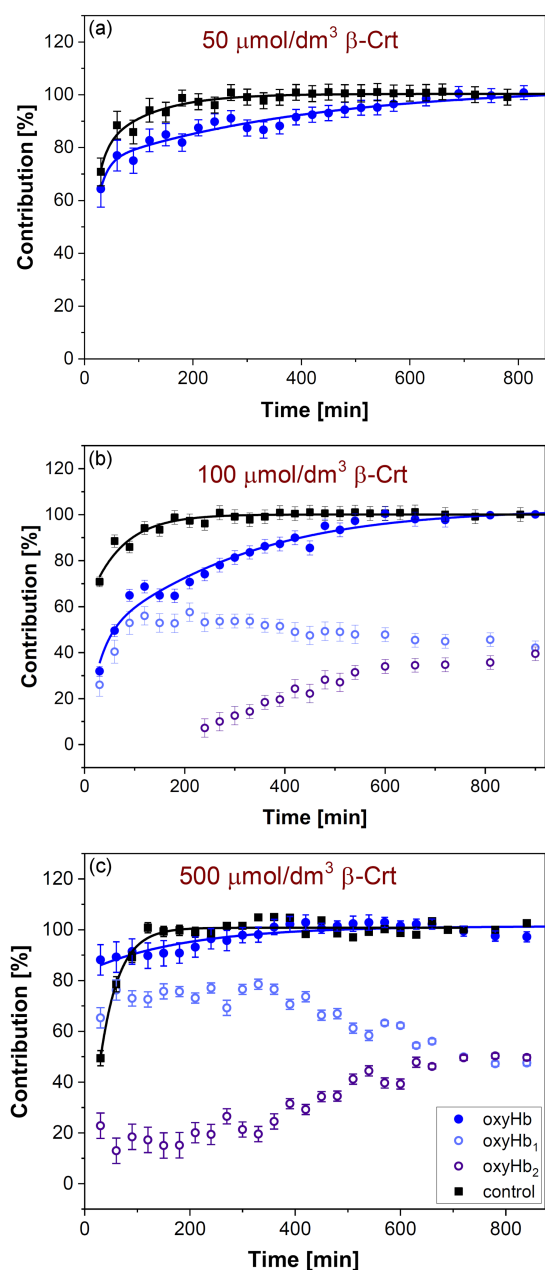 (a)
50 μmol/dm³ β-Crt
Contribution [%]
120
100
80
60
40
20
0
0 200 400 600 800
Time [min]
(b)
100 μmol/dm³ β-Crt
Contribution [%]
120
100
80
60
40
20
0
0 200 400 600 800
Time [min]
(c)
500 μmol/dm³ β-Crt
Contribution [%]
120
100
80
60
40
20
0
oxyHb
oxyHb₁
oxyHb₂
control
0 200 400 600 800
Time [min]